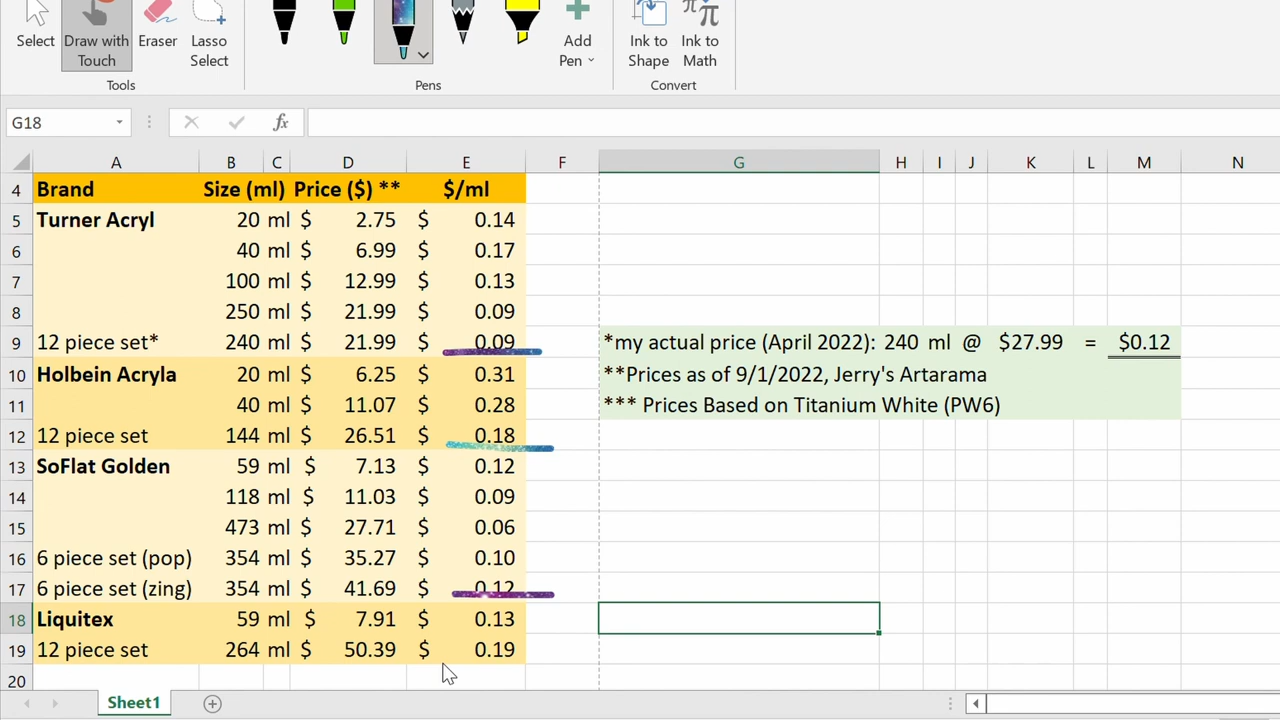 Select
Draw with Touch
Eraser
Lasso Select
Add Pen
Ink to Shape
Ink to Math
Tools
Pens
Convert
G18
fx
A B C D E F G H I J K L M N
4 Brand Size (ml) Price ($) ** $/ml
5 Turner Acryl 20 ml $ 2.75 $ 0.14
6 40 ml $ 6.99 $ 0.17
7 100 ml $ 12.99 $ 0.13
8 250 ml $ 21.99 $ 0.09
9 12 piece set* 240 ml $ 21.99 $ 0.09 *my actual price (April 2022): 240 ml @ $27.99 = $0.12
10 Holbein Acryla 20 ml $ 6.25 $ 0.31 **Prices as of 9/1/2022, Jerry's Artarama
11 40 ml $ 11.07 $ 0.28 *** Prices Based on Titanium White (PW6)
12 12 piece set 144 ml $ 26.51 $ 0.18
13 SoFlat Golden 59 ml $ 7.13 $ 0.12
14 118 ml $ 11.03 $ 0.09
15 473 ml $ 27.71 $ 0.06
16 6 piece set (pop) 354 ml $ 35.27 $ 0.10
17 6 piece set (zing) 354 ml $ 41.69 $ 0.12
18 Liquitex 59 ml $ 7.91 $ 0.13
19 12 piece set 264 ml $ 50.39 $ 0.19
20
Sheet1